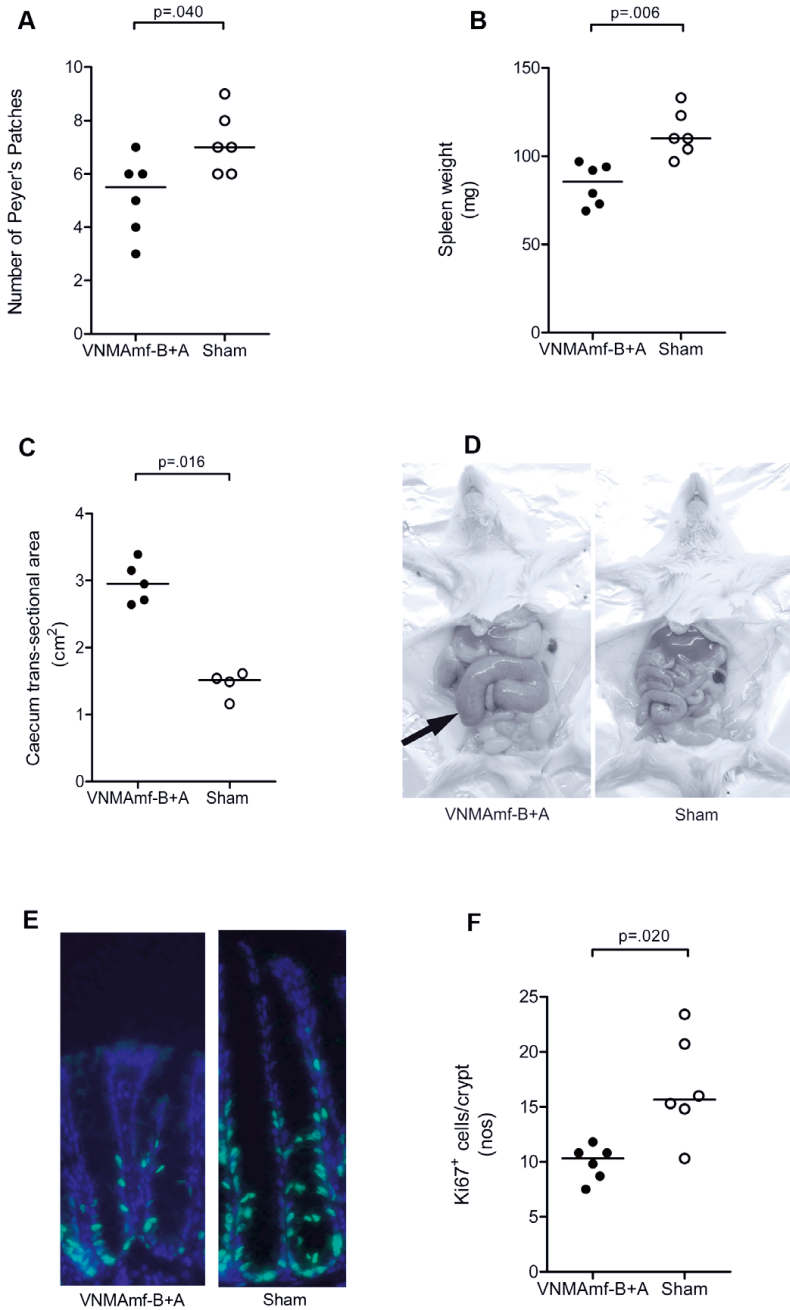 A
p=.040
Number of Peyer's Patches
10
8
6
4
2
0
VNMAmf-B+A
Sham
B
p=.006
Spleen weight
(mg)
150
100
50
0
VNMAmf-B+A
Sham
C
p=.016
Caecum trans-sectional area
(cm²)
4
3
2
1
0
VNMAmf-B+A
Sham
D
VNMAmf-B+A
Sham
E
VNMAmf-B+A
Sham
F
p=.020
Ki67⁺ cells/crypt
(nos)
25
20
15
10
5
0
VNMAmf-B+A
Sham